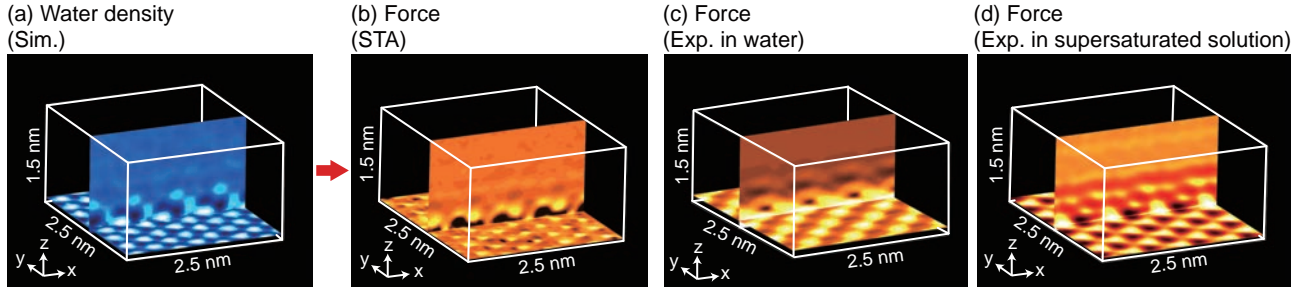 (a) Water density
(Sim.)
(b) Force
(STA)
(c) Force
(Exp. in water)
(d) Force
(Exp. in supersaturated solution)
1.5 nm
2.5 nm
2.5 nm
z
y
x
1.5 nm
2.5 nm
2.5 nm
z
y
x
1.5 nm
2.5 nm
2.5 nm
z
y
x
1.5 nm
2.5 nm
2.5 nm
z
y
x